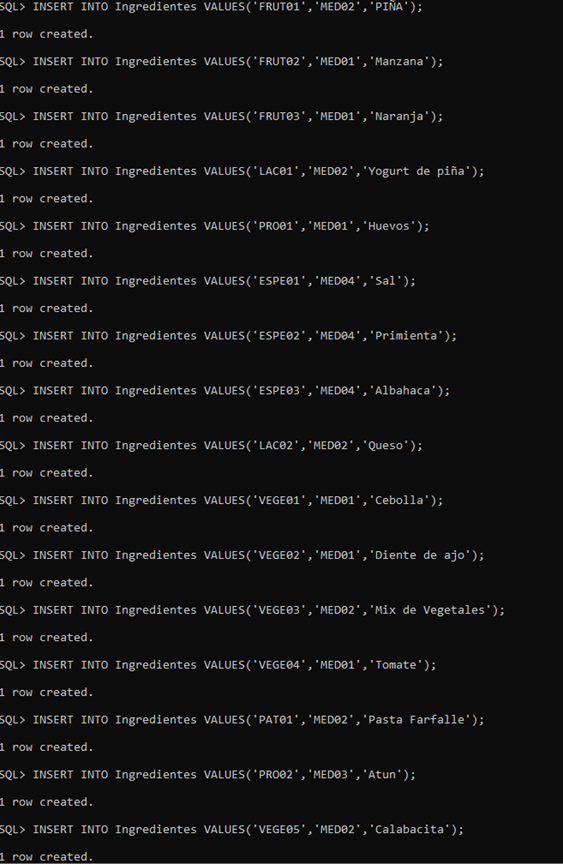 SQL> INSERT INTO Ingredientes VALUES('FRUT01','MED02','PIÑA');
1 row created.
SQL> INSERT INTO Ingredientes VALUES('FRUT02','MED01','Manzana');
1 row created.
SQL> INSERT INTO Ingredientes VALUES('FRUT03','MED01','Naranja');
1 row created.
SQL> INSERT INTO Ingredientes VALUES('LAC01','MED02','Yogurt de piña');
1 row created.
SQL> INSERT INTO Ingredientes VALUES('PRO01','MED01','Huevos');
1 row created.
SQL> INSERT INTO Ingredientes VALUES('ESPE01','MED04','Sal');
1 row created.
SQL> INSERT INTO Ingredientes VALUES('ESPE02','MED04','Primienta');
1 row created.
SQL> INSERT INTO Ingredientes VALUES('ESPE03','MED04','Albahaca');
1 row created.
SQL> INSERT INTO Ingredientes VALUES('LAC02','MED02','Queso');
1 row created.
SQL> INSERT INTO Ingredientes VALUES('VEGE01','MED01','Cebolla');
1 row created.
SQL> INSERT INTO Ingredientes VALUES('VEGE02','MED01','Diente de ajo');
1 row created.
SQL> INSERT INTO Ingredientes VALUES('VEGE03','MED02','Mix de Vegetales');
1 row created.
SQL> INSERT INTO Ingredientes VALUES('VEGE04','MED01','Tomate');
1 row created.
SQL> INSERT INTO Ingredientes VALUES('PAT01','MED02','Pasta Farfalle');
1 row created.
SQL> INSERT INTO Ingredientes VALUES('PRO02','MED03','Atun');
1 row created.
SQL> INSERT INTO Ingredientes VALUES('VEGE05','MED02','Calabacita');
1 row created.